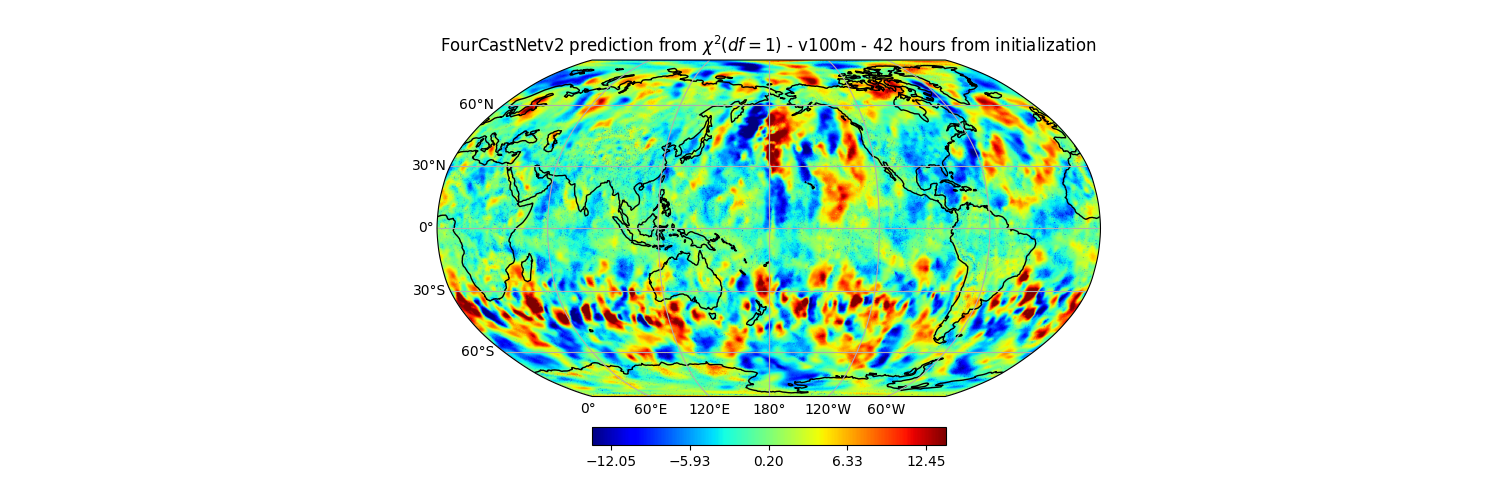 FourCastNetv2 prediction from χ²(df = 1) - v100m - 42 hours from initialization
60°N
30°N
0°
30°S
60°S
0° 60°E 120°E 180° 120°W 60°W
−12.05 −5.93 0.20 6.33 12.45